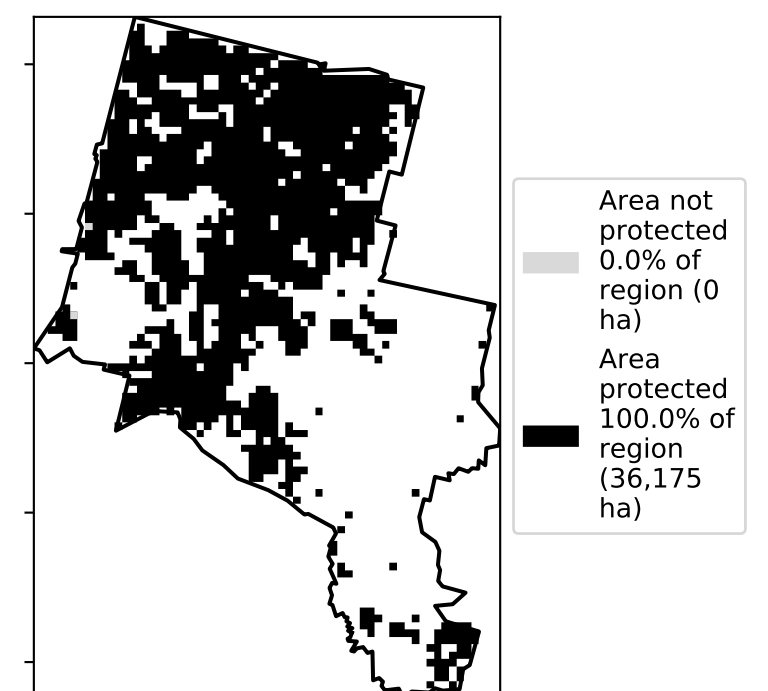 Area not
protected
0.0% of
region (0
ha)
Area
protected
100.0% of
region
(36,175
ha)